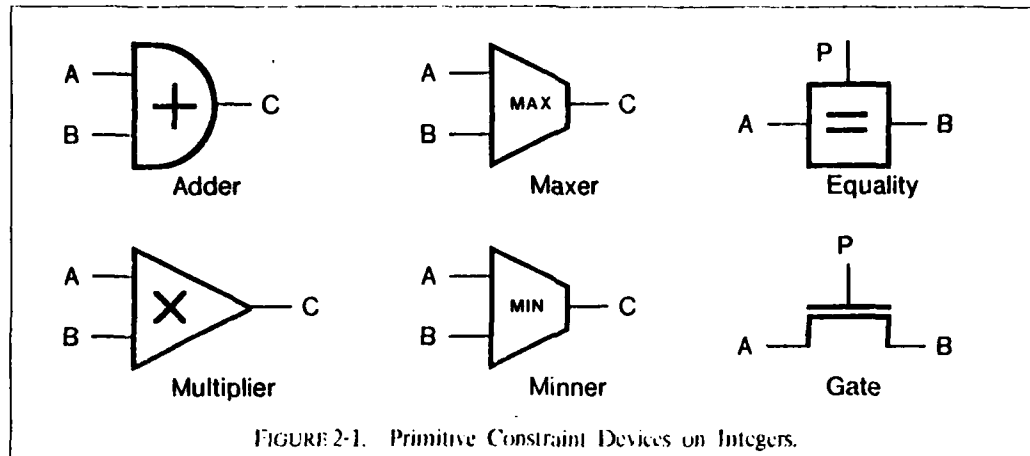 A
+
B
C
Adder
A
MAX
B
C
Maxer
P
A
=
B
Equality
A
×
B
C
Multiplier
A
MIN
B
C
Minner
P
A
B
Gate
FIGURE 2-1. Primitive Constraint Devices on Integers.